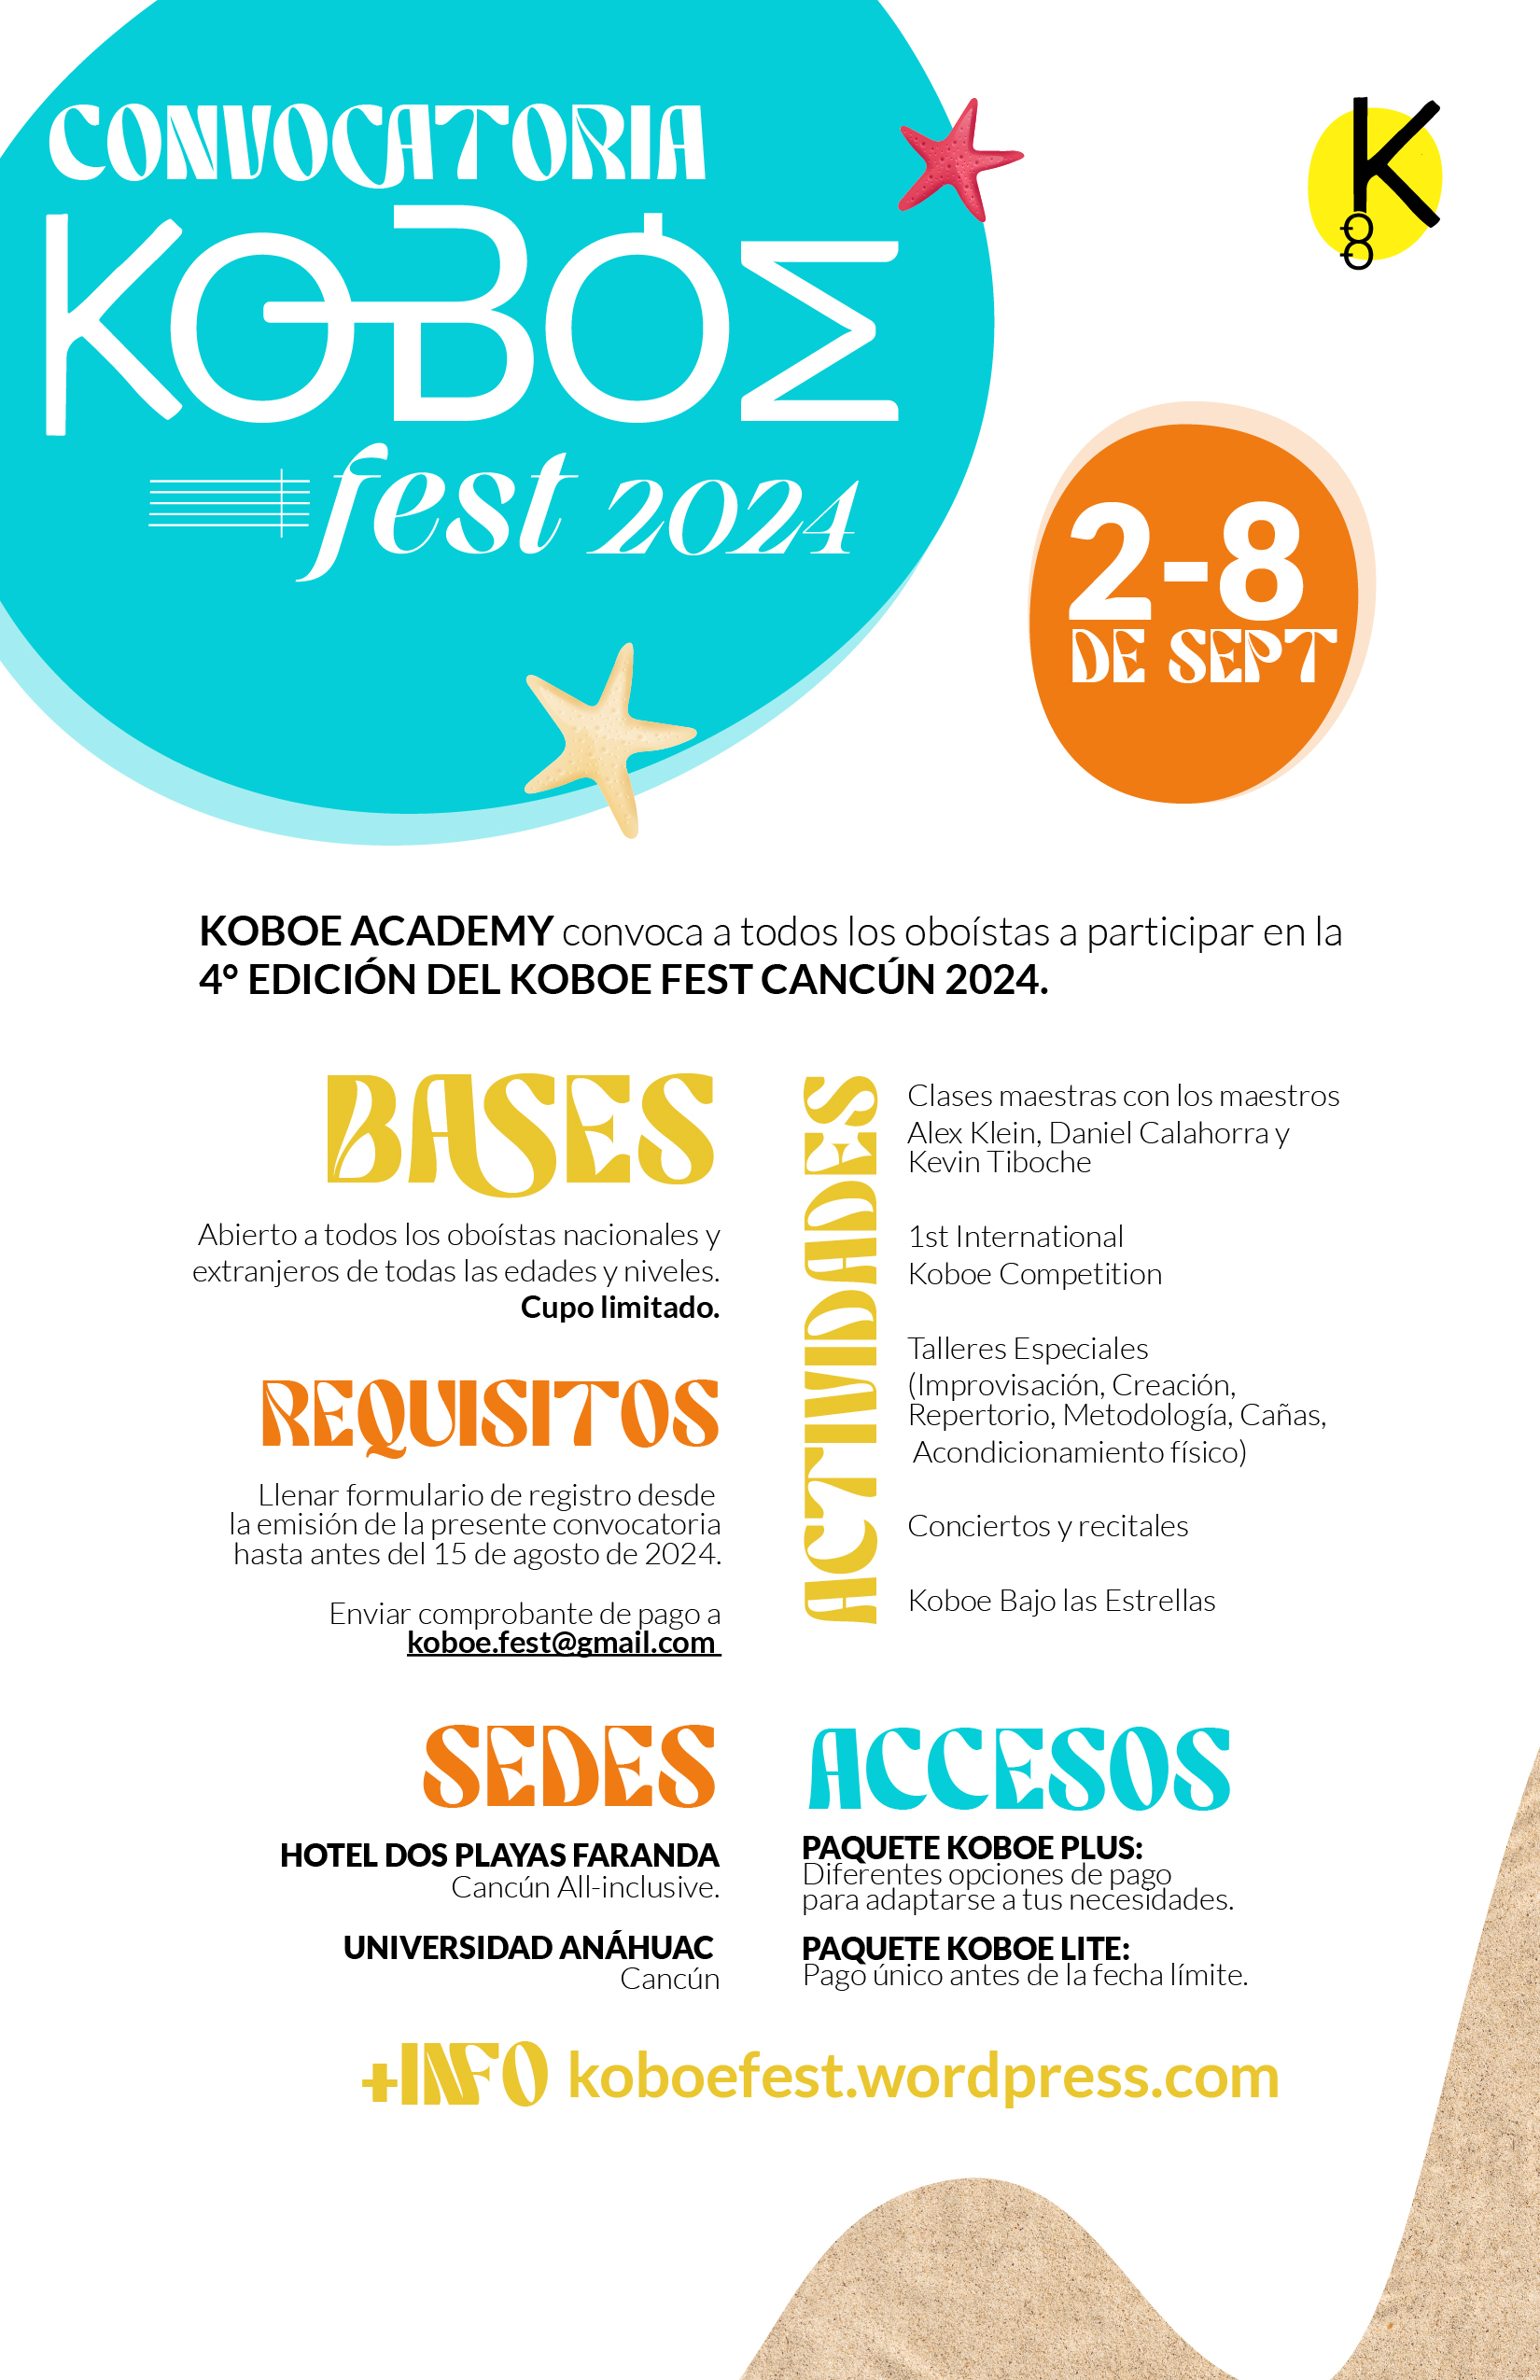 CONVOCATORIA
KOBOE
fest 2024
K
2-8
DE SEPT
KOBOE ACADEMY convoca a todos los oboístas a participar en la
4° EDICIÓN DEL KOBOE FEST CANCÚN 2024.
BASES
Abierto a todos los oboístas nacionales y
extranjeros de todas las edades y niveles.
Cupo limitado.
REQUISITOS
Llenar formulario de registro desde
la emisión de la presente convocatoria
hasta antes del 15 de agosto de 2024.
Enviar comprobante de pago a
koboe.fest@gmail.com
ACTIVIDADES
Clases maestras con los maestros
Alex Klein, Daniel Calahorra y
Kevin Tiboche
1st International
Koboe Competition
Talleres Especiales
(Improvisación, Creación,
Repertorio, Metodología, Cañas,
Acondicionamiento físico)
Conciertos y recitales
Koboe Bajo las Estrellas
SEDES
HOTEL DOS PLAYAS FARANDA
Cancún All-inclusive.
UNIVERSIDAD ANÁHUAC
Cancún
ACCESOS
PAQUETE KOBOE PLUS:
Diferentes opciones de pago
para adaptarse a tus necesidades.
PAQUETE KOBOE LITE:
Pago único antes de la fecha límite.
+INFO koboefest.wordpress.com